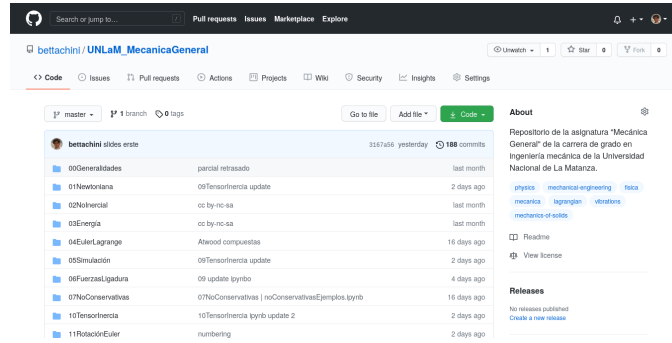 Search or jump to... /
Pull requests Issues Marketplace Explore
bettachini / UNLaM_MecanicaGeneral
Unwatch 1 Star 0 Fork 0
Code Issues Pull requests Actions Projects Wiki Security Insights Settings
master 1 branch 0 tags Go to file Add file Code
bettachini slides erste 3167a56 yesterday 188 commits
00Generalidades parcial retrasado last month
01Newtoniana 09TensorInercia update 2 days ago
02NoInercial cc by-nc-sa last month
03Energía cc by-nc-sa last month
04EulerLagrange Atwood compuestas 16 days ago
05Simulación 09TensorInercia update 2 days ago
06FuerzasLigadura 09 update ipynbo 4 days ago
07NoConservativas 07NoConservativas | noConservativasEjemplos.ipynb 16 days ago
10TensorInercia 10TensorInercia ipynb update 2 2 days ago
11RotaciónEuler numbering 2 days ago
About
Repositorio de la asignatura "Mecánica
General" de la carrera de grado en
ingeniería mecánica de la Universidad
Nacional de La Matanza.
physics mechanical-engineering fisica
mecanica lagrangian vibrations
mechanics-of-solids
Readme
View license
Releases
No releases published
Create a new release